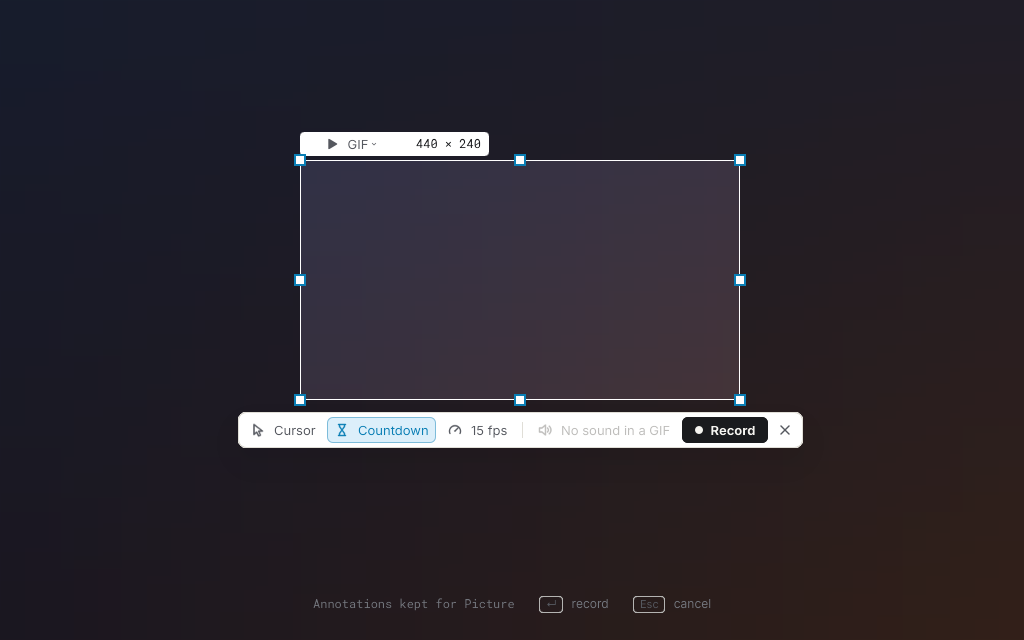 GIF 440 × 240
Cursor Countdown 15 fps No sound in a GIF Record
Annotations kept for Picture ↵ record Esc cancel